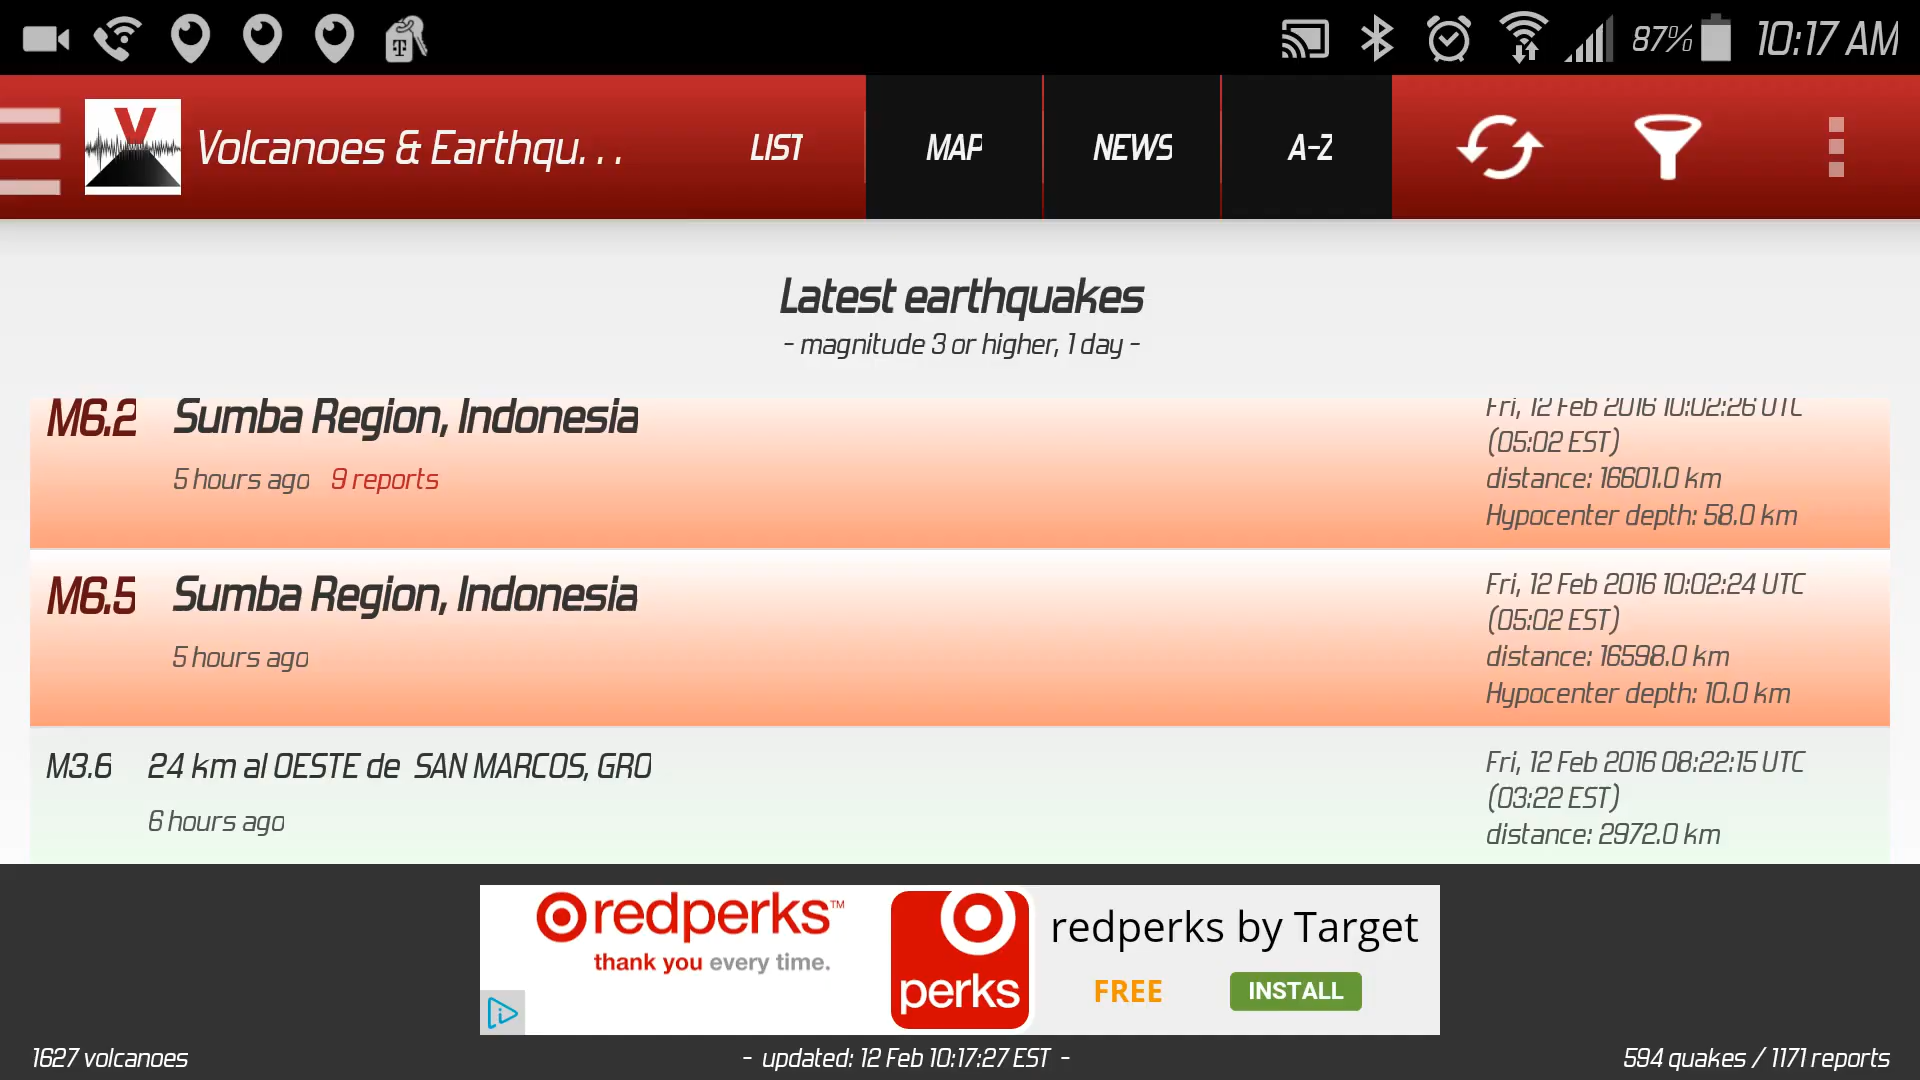 87% 10:17 AM
Volcanoes & Earthqu... LIST MAP NEWS A-Z
Latest earthquakes
- magnitude 3 or higher, 1 day -
M6.2 Sumba Region, Indonesia
5 hours ago 9 reports
Fri, 12 Feb 2016 10:02:26 UTC
(05:02 EST)
distance: 16601.0 km
Hypocenter depth: 58.0 km
M6.5 Sumba Region, Indonesia
5 hours ago
Fri, 12 Feb 2016 10:02:24 UTC
(05:02 EST)
distance: 16598.0 km
Hypocenter depth: 10.0 km
M3.6 24 km al OESTE de SAN MARCOS, GRO
6 hours ago
Fri, 12 Feb 2016 08:22:15 UTC
(03:22 EST)
distance: 2972.0 km
redperks™
thank you every time.
perks
redperks by Target
FREE INSTALL
1627 volcanoes - updated: 12 Feb 10:17:27 EST - 594 quakes / 1171 reports